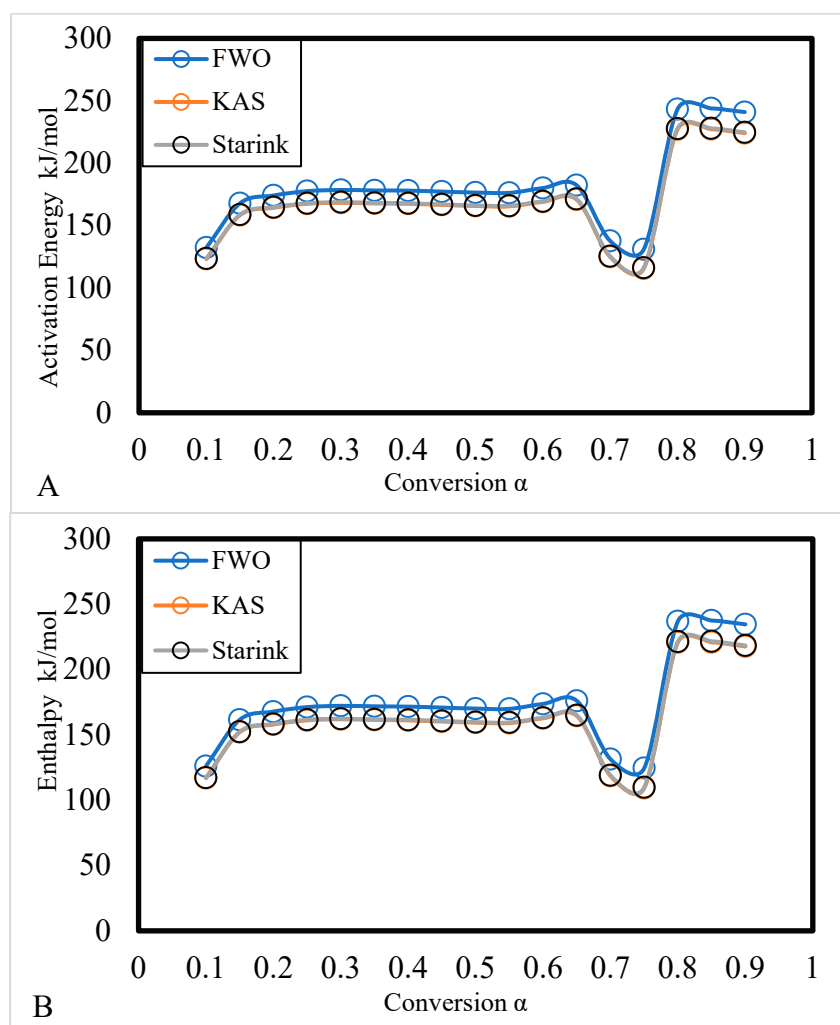 300
250
200
150
100
50
0
Activation Energy kJ/mol
FWO
KAS
Starink
0 0.1 0.2 0.3 0.4 0.5 0.6 0.7 0.8 0.9 1
Conversion α
A
300
250
200
150
100
50
0
Enthalpy kJ/mol
FWO
KAS
Starink
0 0.1 0.2 0.3 0.4 0.5 0.6 0.7 0.8 0.9 1
Conversion α
B